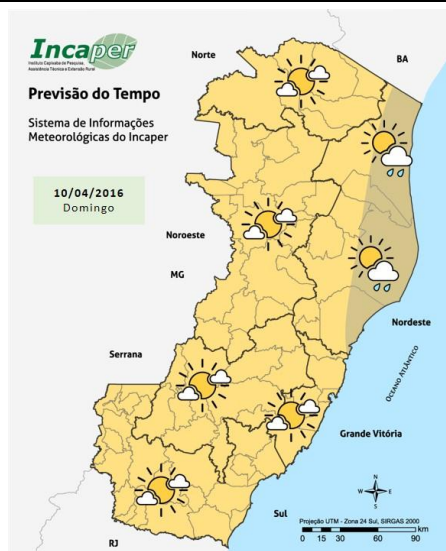 Incaper
Instituto Capixaba de Pesquisa,
Assistência Técnica e Extensão Rural
Previsão do Tempo
Sistema de Informações
Meteorológicas do Incaper
10/04/2016
Domingo
Norte
BA
Noroeste
MG
Nordeste
Serrana
OCEANO ATLÂNTICO
Grande Vitória
Sul
RJ
N
W E
S
Projeção UTM - Zona 24 Sul, SIRGAS 2000
0 15 30 60 90
km